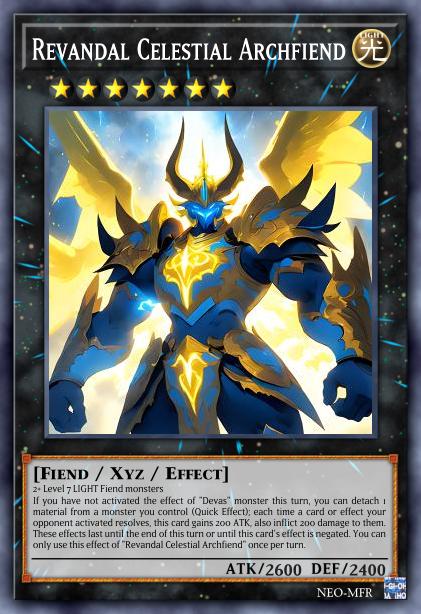 REVANDAL CELESTIAL ARCHFIEND
LIGHT
光
[FIEND / XYZ / EFFECT]
2+ Level 7 LIGHT Fiend monsters
If you have not activated the effect of "Devas" monster this turn, you can detach 1
material from a monster you control (Quick Effect); each time a card or effect your
opponent activated resolves, this card gains 200 ATK, also inflict 200 damage to them.
These effects last until the end of this turn or until this card's effect is negated. You can
only use this effect of "Revandal Celestial Archfiend" once per turn.
ATK/2600 DEF/2400
NEO-MFR